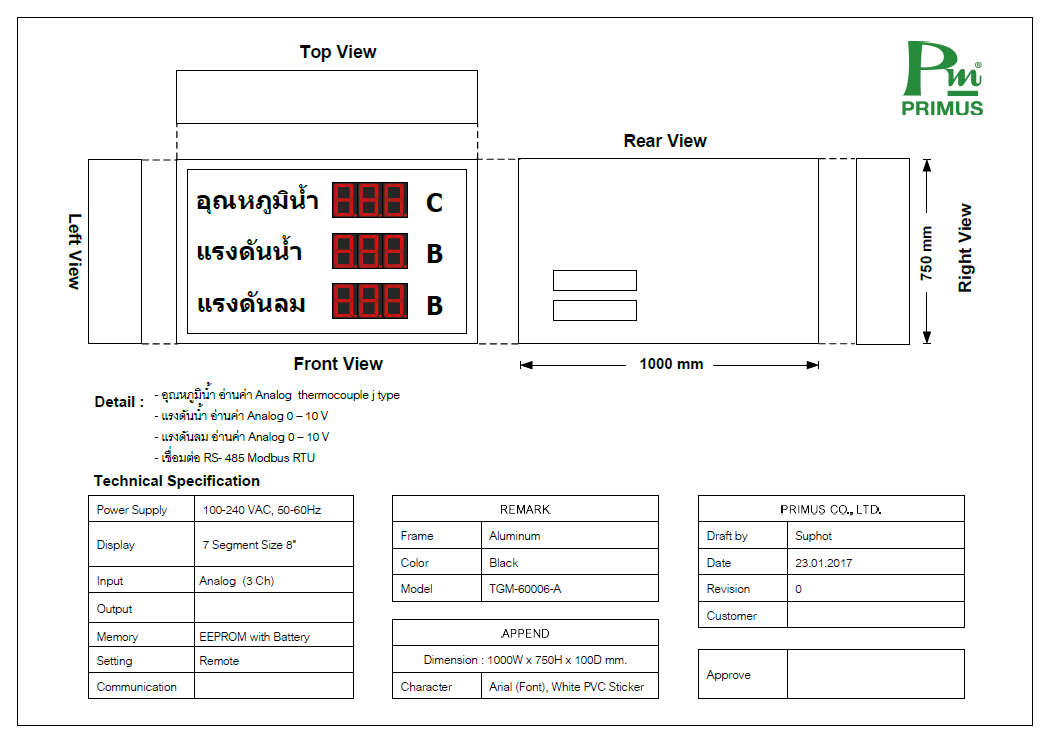 Top View
Pm®
PRIMUS
Rear View
Left View
อุณหภูมิน้ำ 888 C
แรงดันน้ำ 888 B
แรงดันลม 888 B
750 mm
Right View
Front View
1000 mm
Detail :
- อุณหภูมิน้ำ อ่านค่า Analog thermocouple j type
- แรงดันน้ำ อ่านค่า Analog 0 – 10 V
- แรงดันลม อ่านค่า Analog 0 – 10 V
- เชื่อมต่อ RS- 485 Modbus RTU
Technical Specification
Power Supply 100-240 VAC, 50-60Hz
Display 7 Segment Size 8"
Input Analog (3 Ch)
Output
Memory EEPROM with Battery
Setting Remote
Communication
REMARK
Frame Aluminum
Color Black
Model TGM-60006-A
APPEND
Dimension : 1000W x 750H x 100D mm.
Character Arial (Font), White PVC Sticker
PRIMUS CO., LTD.
Draft by Suphot
Date 23.01.2017
Revision 0
Customer
Approve